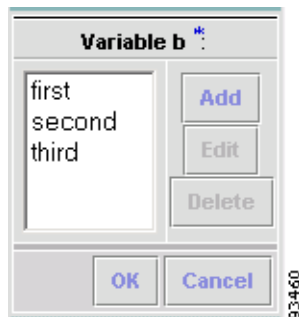 Variable b *:
first
second
third
Add
Edit
Delete
OK
Cancel
93460